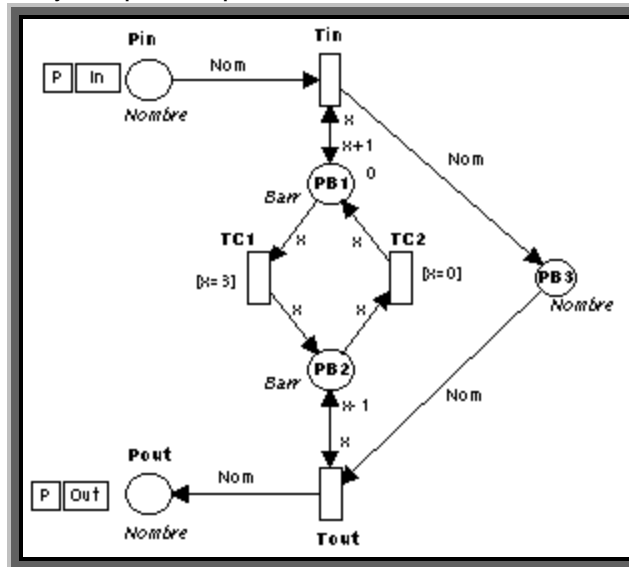 Pin
Tin
P In
Nom
Nombre
x
x+1
0
Nom
PB1
Barr
TC1
x
x
TC2
[x=3]
[x=0]
PB3
Nombre
x
x
PB2
Barr
x-1
Nom
x
Pout
Nom
P Out
Nombre
Tout